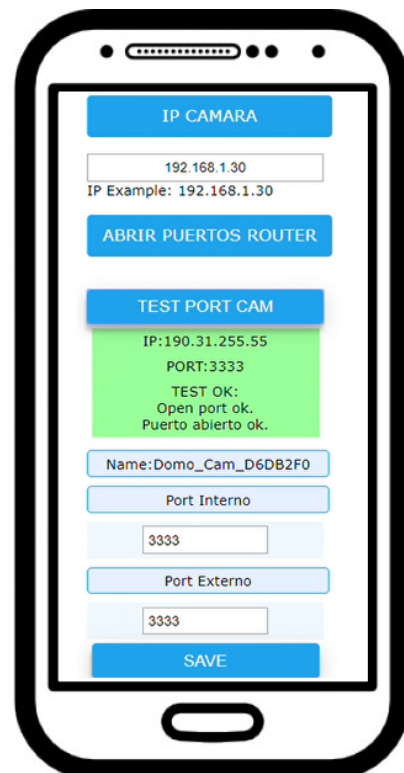 IP CAMARA
192.168.1.30
IP Example: 192.168.1.30
ABRIR PUERTOS ROUTER
TEST PORT CAM
IP:190.31.255.55
PORT:3333
TEST OK:
Open port ok.
Puerto abierto ok.
Name:Domo_Cam_D6DB2F0
Port Interno
3333
Port Externo
3333
SAVE